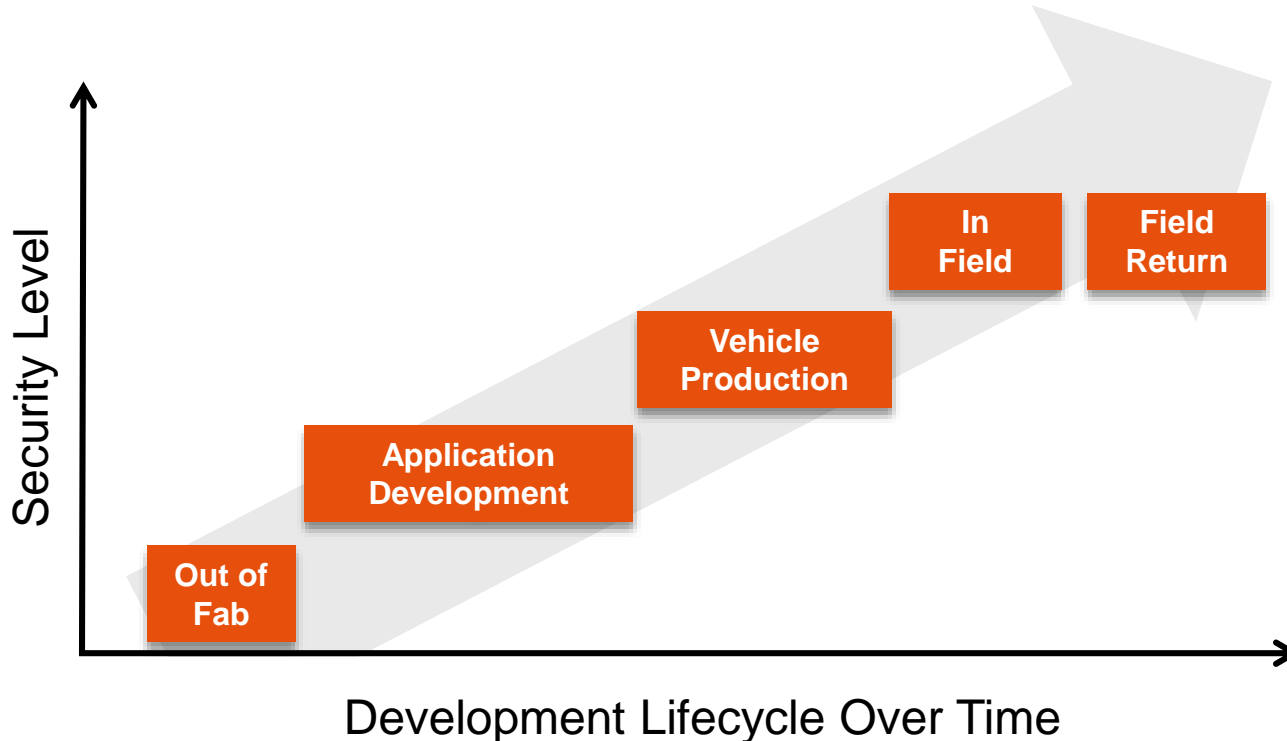 Security Level
In
Field
Field
Return
Vehicle
Production
Application
Development
Out of
Fab
Development Lifecycle Over Time